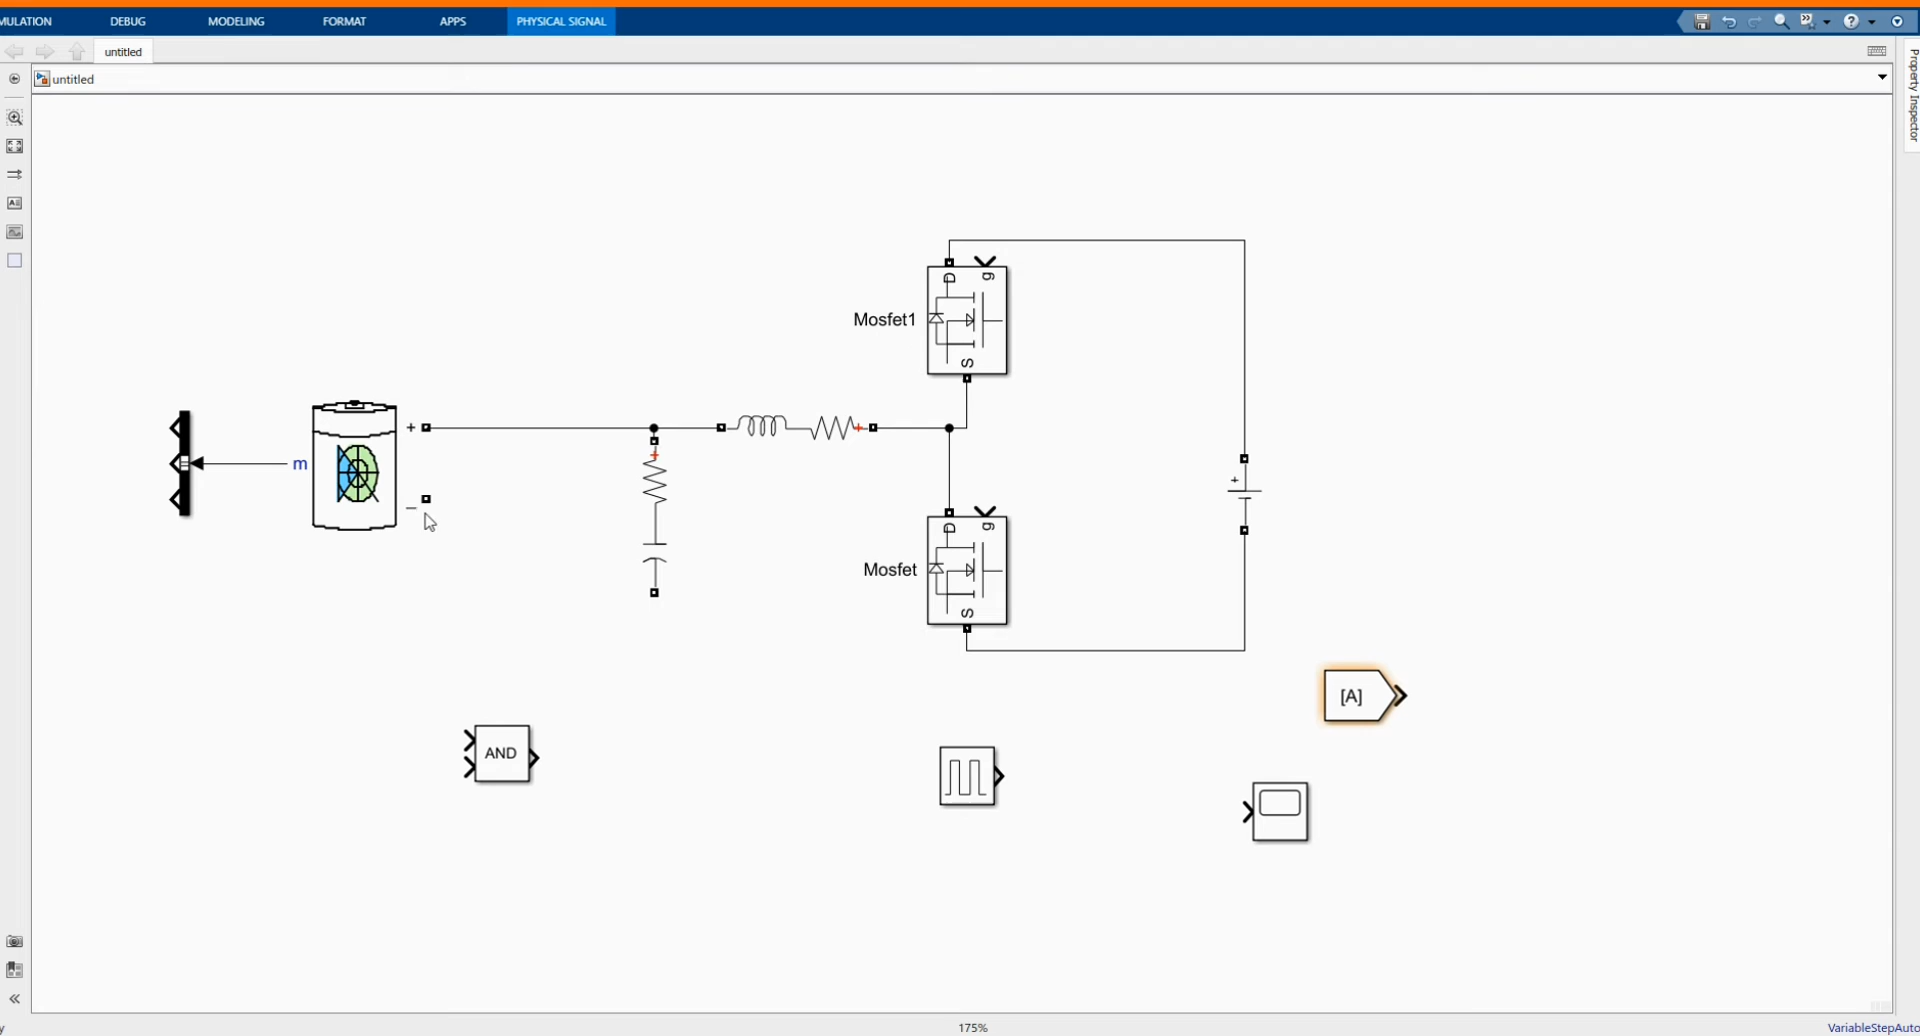 MULATION DEBUG MODELING FORMAT APPS PHYSICAL SIGNAL
untitled
untitled
Property Inspector
D g
Mosfet1
S
+
m
+
−
D g
Mosfet
S
[A]
AND
175%
VariableStepAuto